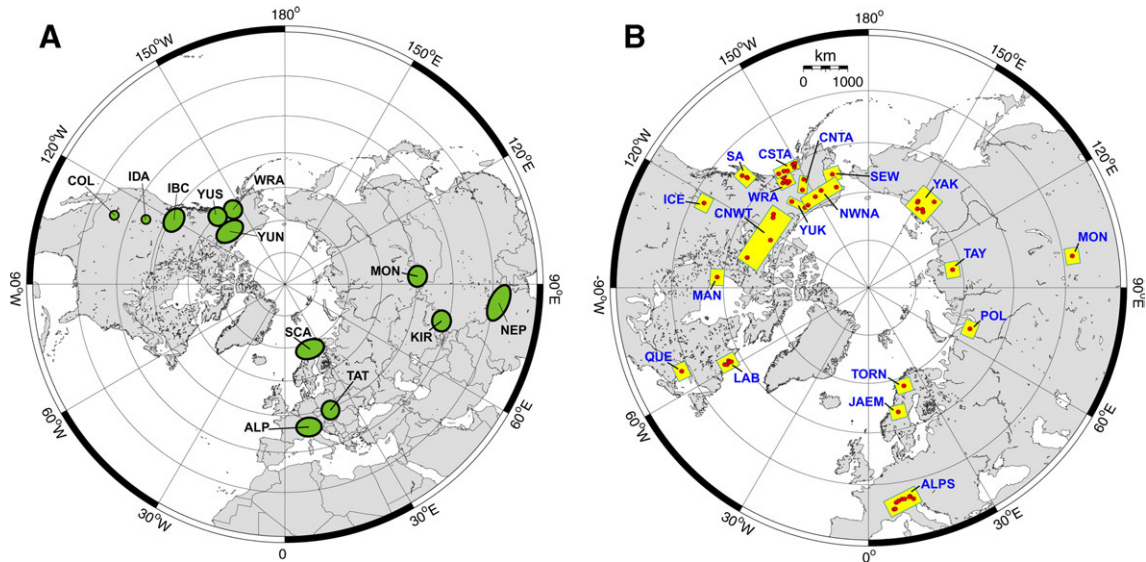 A
180°
150°W
150°E
120°W
120°E
COL
IDA
IBC
YUS
WRA
YUN
MON
90°W
90°E
NEP
KIR
SCA
TAT
ALP
60°W
60°E
30°W
30°E
0
B
180°
km
0 1000
150°W
150°E
120°W
120°E
CNTA
CSTA
SA
SEW
WRA
YAK
ICE
CNWT
NWNA
YUK
MON
TAY
MAN
90°W
90°E
POL
QUE
LAB
TORN
JAEM
60°W
60°E
ALPS
30°W
30°E
0°